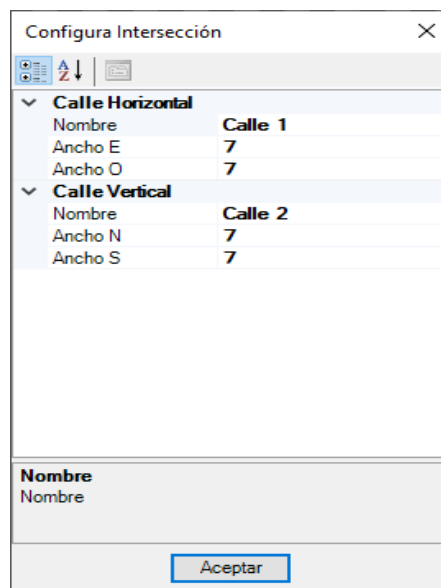 Configura Intersección
Calle Horizontal
Nombre Calle 1
Ancho E 7
Ancho O 7
Calle Vertical
Nombre Calle 2
Ancho N 7
Ancho S 7
Nombre
Nombre
Aceptar